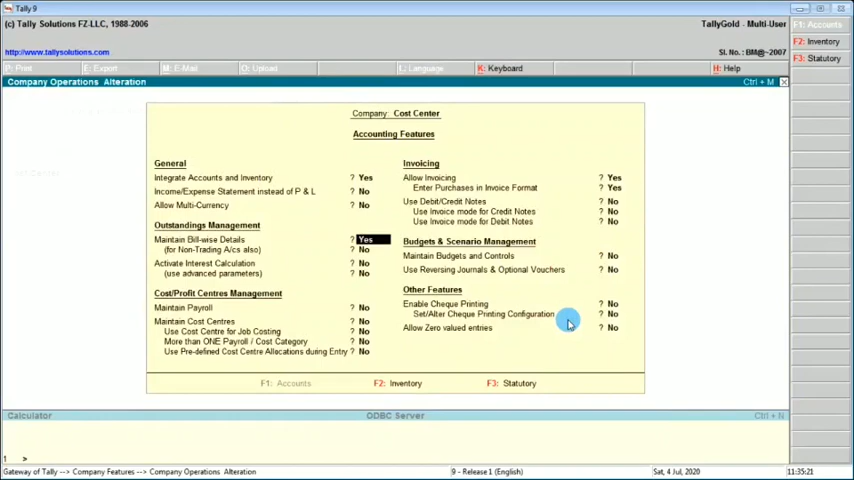 Tally 9
(c) Tally Solutions FZ-LLC, 1988-2006
TallyGold - Multi-User
F1: Accounts
F2: Inventory
http://www.tallysolutions.com
Sl. No.: BM@~2007
F3: Statutory
P: Print
E: Export
M: E-Mail
O: Upload
L: Language
K: Keyboard
H: Help
Company Operations Alteration
Ctrl + M
Company: Cost Center
Accounting Features
General
Integrate Accounts and Inventory ? Yes
Income/Expense Statement instead of P & L ? No
Allow Multi-Currency ? No
Outstandings Management
Maintain Bill-wise Details ? Yes
(for Non-Trading A/cs also) ? No
Activate Interest Calculation ? No
(use advanced parameters) ? No
Cost/Profit Centres Management
Maintain Payroll ? No
Maintain Cost Centres ? No
Use Cost Centre for Job Costing ? No
More than ONE Payroll / Cost Category ? No
Use Pre-defined Cost Centre Allocations during Entry ? No
Invoicing
Allow Invoicing ? Yes
Enter Purchases in Invoice Format ? Yes
Use Debit/Credit Notes ? No
Use Invoice mode for Credit Notes ? No
Use Invoice mode for Debit Notes ? No
Budgets & Scenario Management
Maintain Budgets and Controls ? No
Use Reversing Journals & Optional Vouchers ? No
Other Features
Enable Cheque Printing ? No
Set/Alter Cheque Printing Configuration ? No
Allow Zero valued entries ? No
F1: Accounts
F2: Inventory
F3: Statutory
Calculator
ODBC Server
Ctrl + N
1 >
Gateway of Tally --> Company Features --> Company Operations Alteration
9 - Release 1 (English)
Sat, 4 Jul, 2020
11:35:21